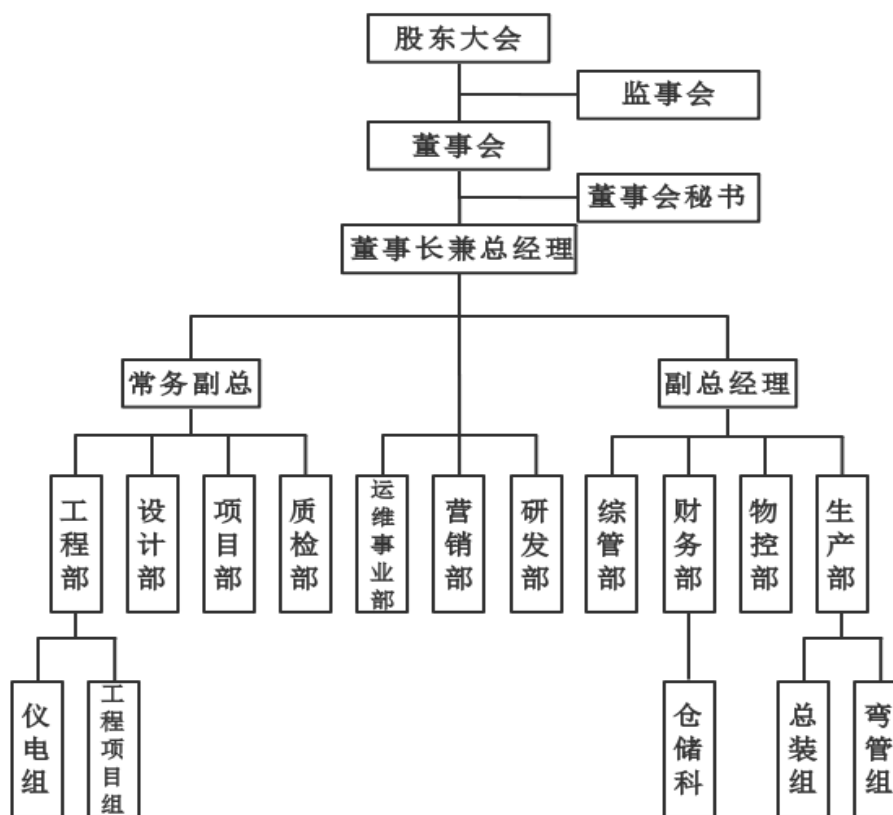 股东大会
监事会
董事会
董事会秘书
董事长兼总经理
常务副总
副总经理
工程部
设计部
项目部
质检部
运维事业部
营销部
研发部
综管部
财务部
物控部
生产部
仪电组
工程项目组
仓储科
总装组
弯管组